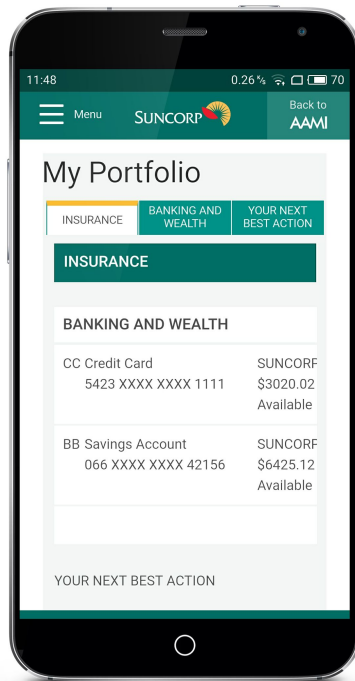 11:48
0.26 ᴷ/s
70
Menu
SUNCORP
Back to
AAMI
My Portfolio
INSURANCE
BANKING AND
WEALTH
YOUR NEXT
BEST ACTION
INSURANCE
BANKING AND WEALTH
CC Credit Card
SUNCORP
5423 XXXX XXXX 1111
$3020.02
Available
BB Savings Account
SUNCORP
066 XXXX XXXX 42156
$6425.12
Available
YOUR NEXT BEST ACTION